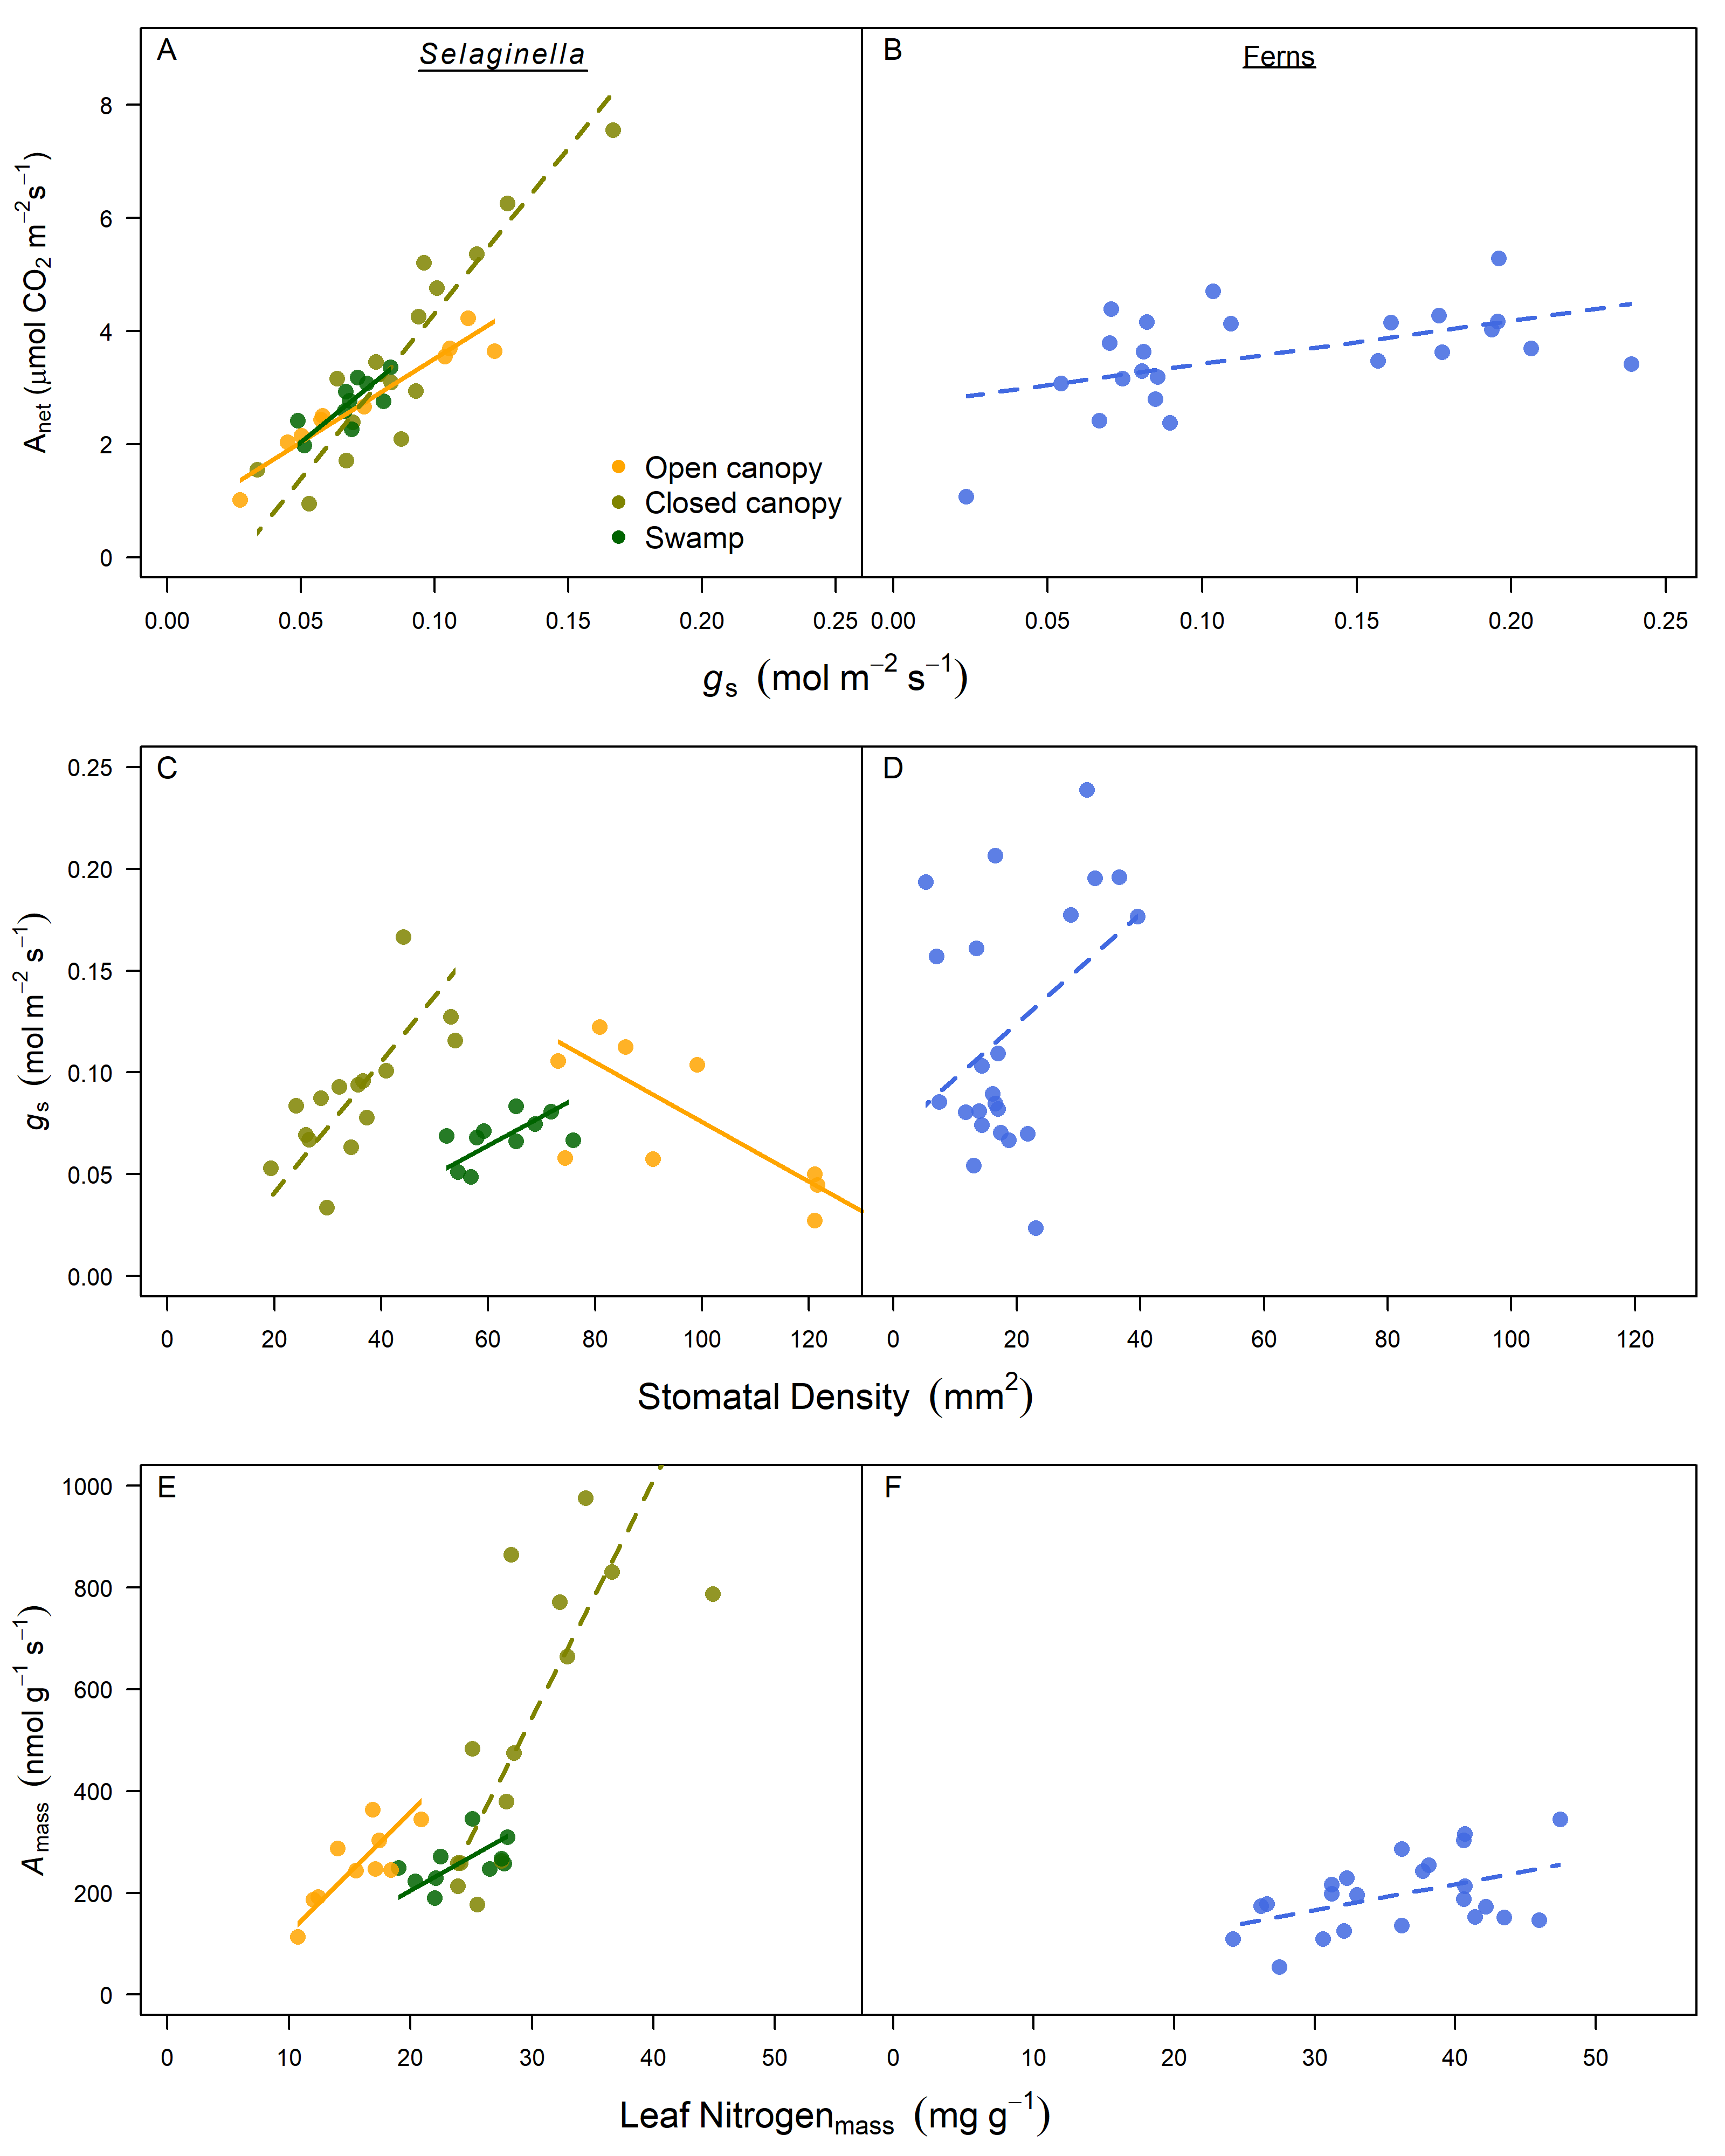 A
Selaginella
B
Ferns
8
6
4
2
0
Anet (μmol CO2 m−2s−1)
Open canopy
Closed canopy
Swamp
0.00 0.05 0.10 0.15 0.20 0.25 0.00 0.05 0.10 0.15 0.20 0.25
gs (mol m−2 s−1)
C
D
0.25
0.20
0.15
0.10
0.05
0.00
gs (mol m−2 s−1)
0 20 40 60 80 100 120 0 20 40 60 80 100 120
Stomatal Density (mm2)
E
F
1000
800
600
400
200
0
Amass (nmol g−1 s−1)
0 10 20 30 40 50 0 10 20 30 40 50
Leaf Nitrogenmass (mg g−1)